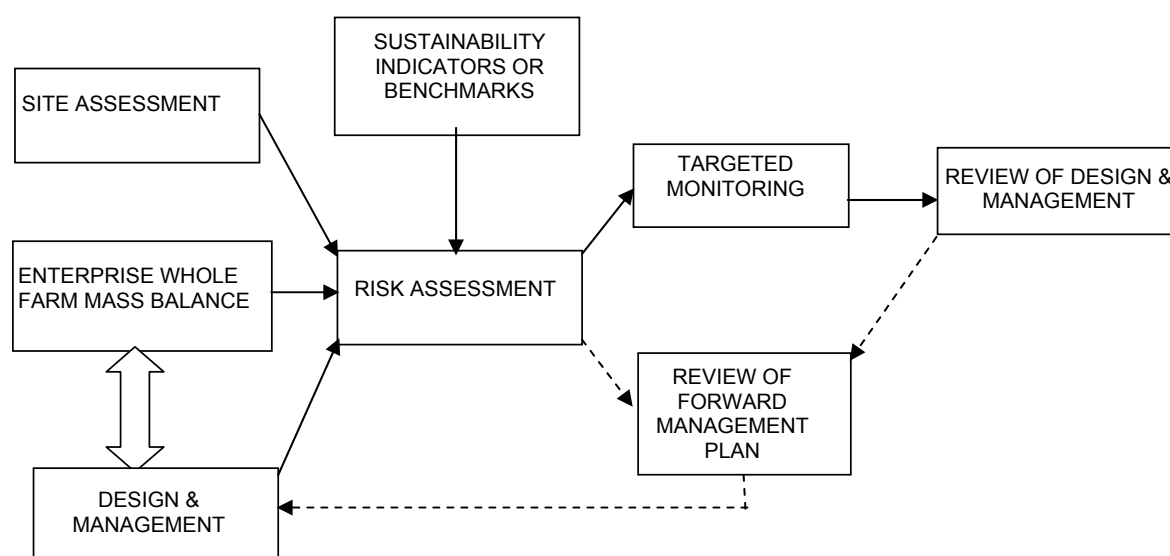 SUSTAINABILITY
INDICATORS OR
BENCHMARKS
SITE ASSESSMENT
TARGETED
MONITORING
REVIEW OF DESIGN &
MANAGEMENT
ENTERPRISE WHOLE
FARM MASS BALANCE
RISK ASSESSMENT
REVIEW OF
FORWARD
MANAGEMENT
PLAN
DESIGN &
MANAGEMENT